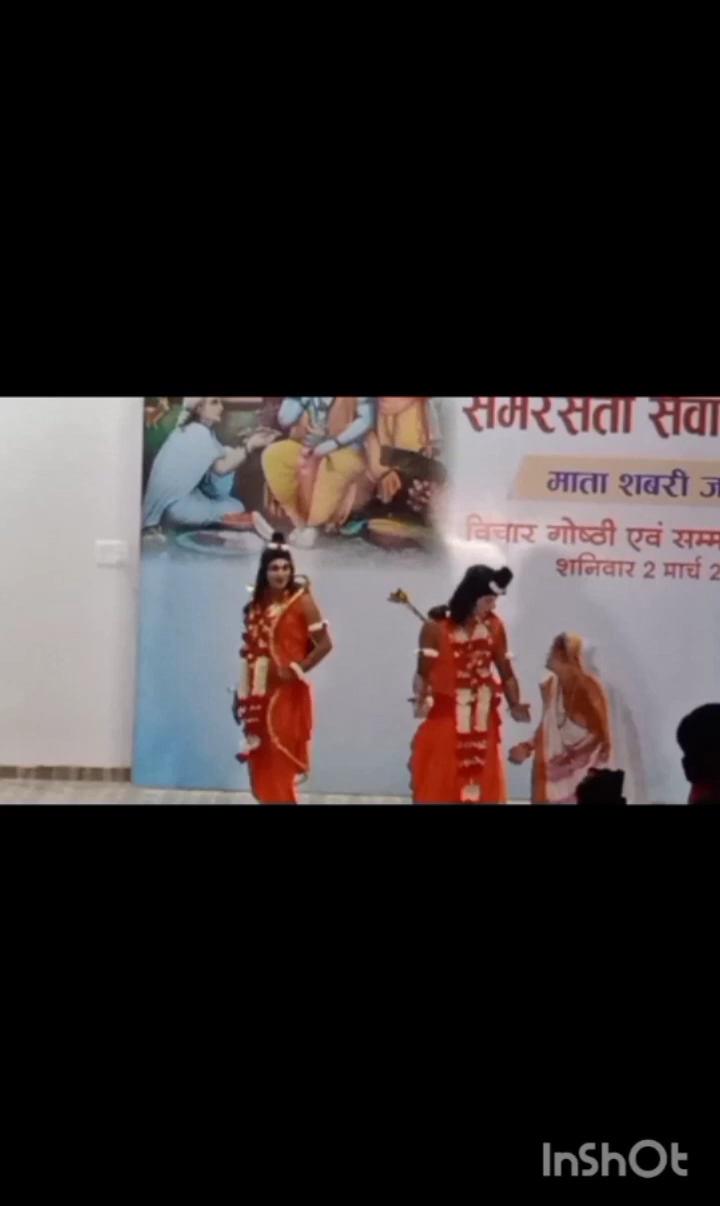 समरसता सेवा
माता शबरी ज
विचार गोष्ठी एवं सम्म
शनिवार 2 मार्च 2
InShOt